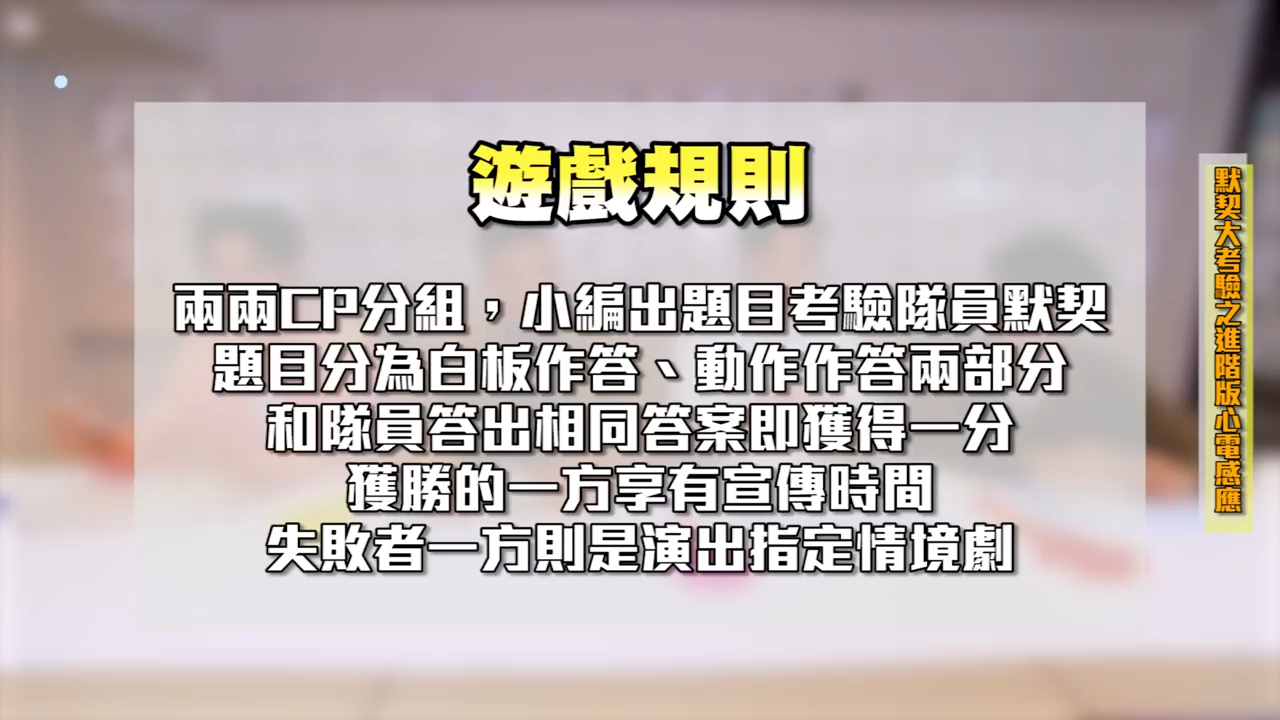 遊戲規則
兩兩CP分組，小編出題目考驗隊員默契
題目分為白板作答、動作作答兩部分
和隊員答出相同答案即獲得一分
獲勝的一方享有宣傳時間
失敗者一方則是演出指定情境劇
默契大考驗之進階版心電感應